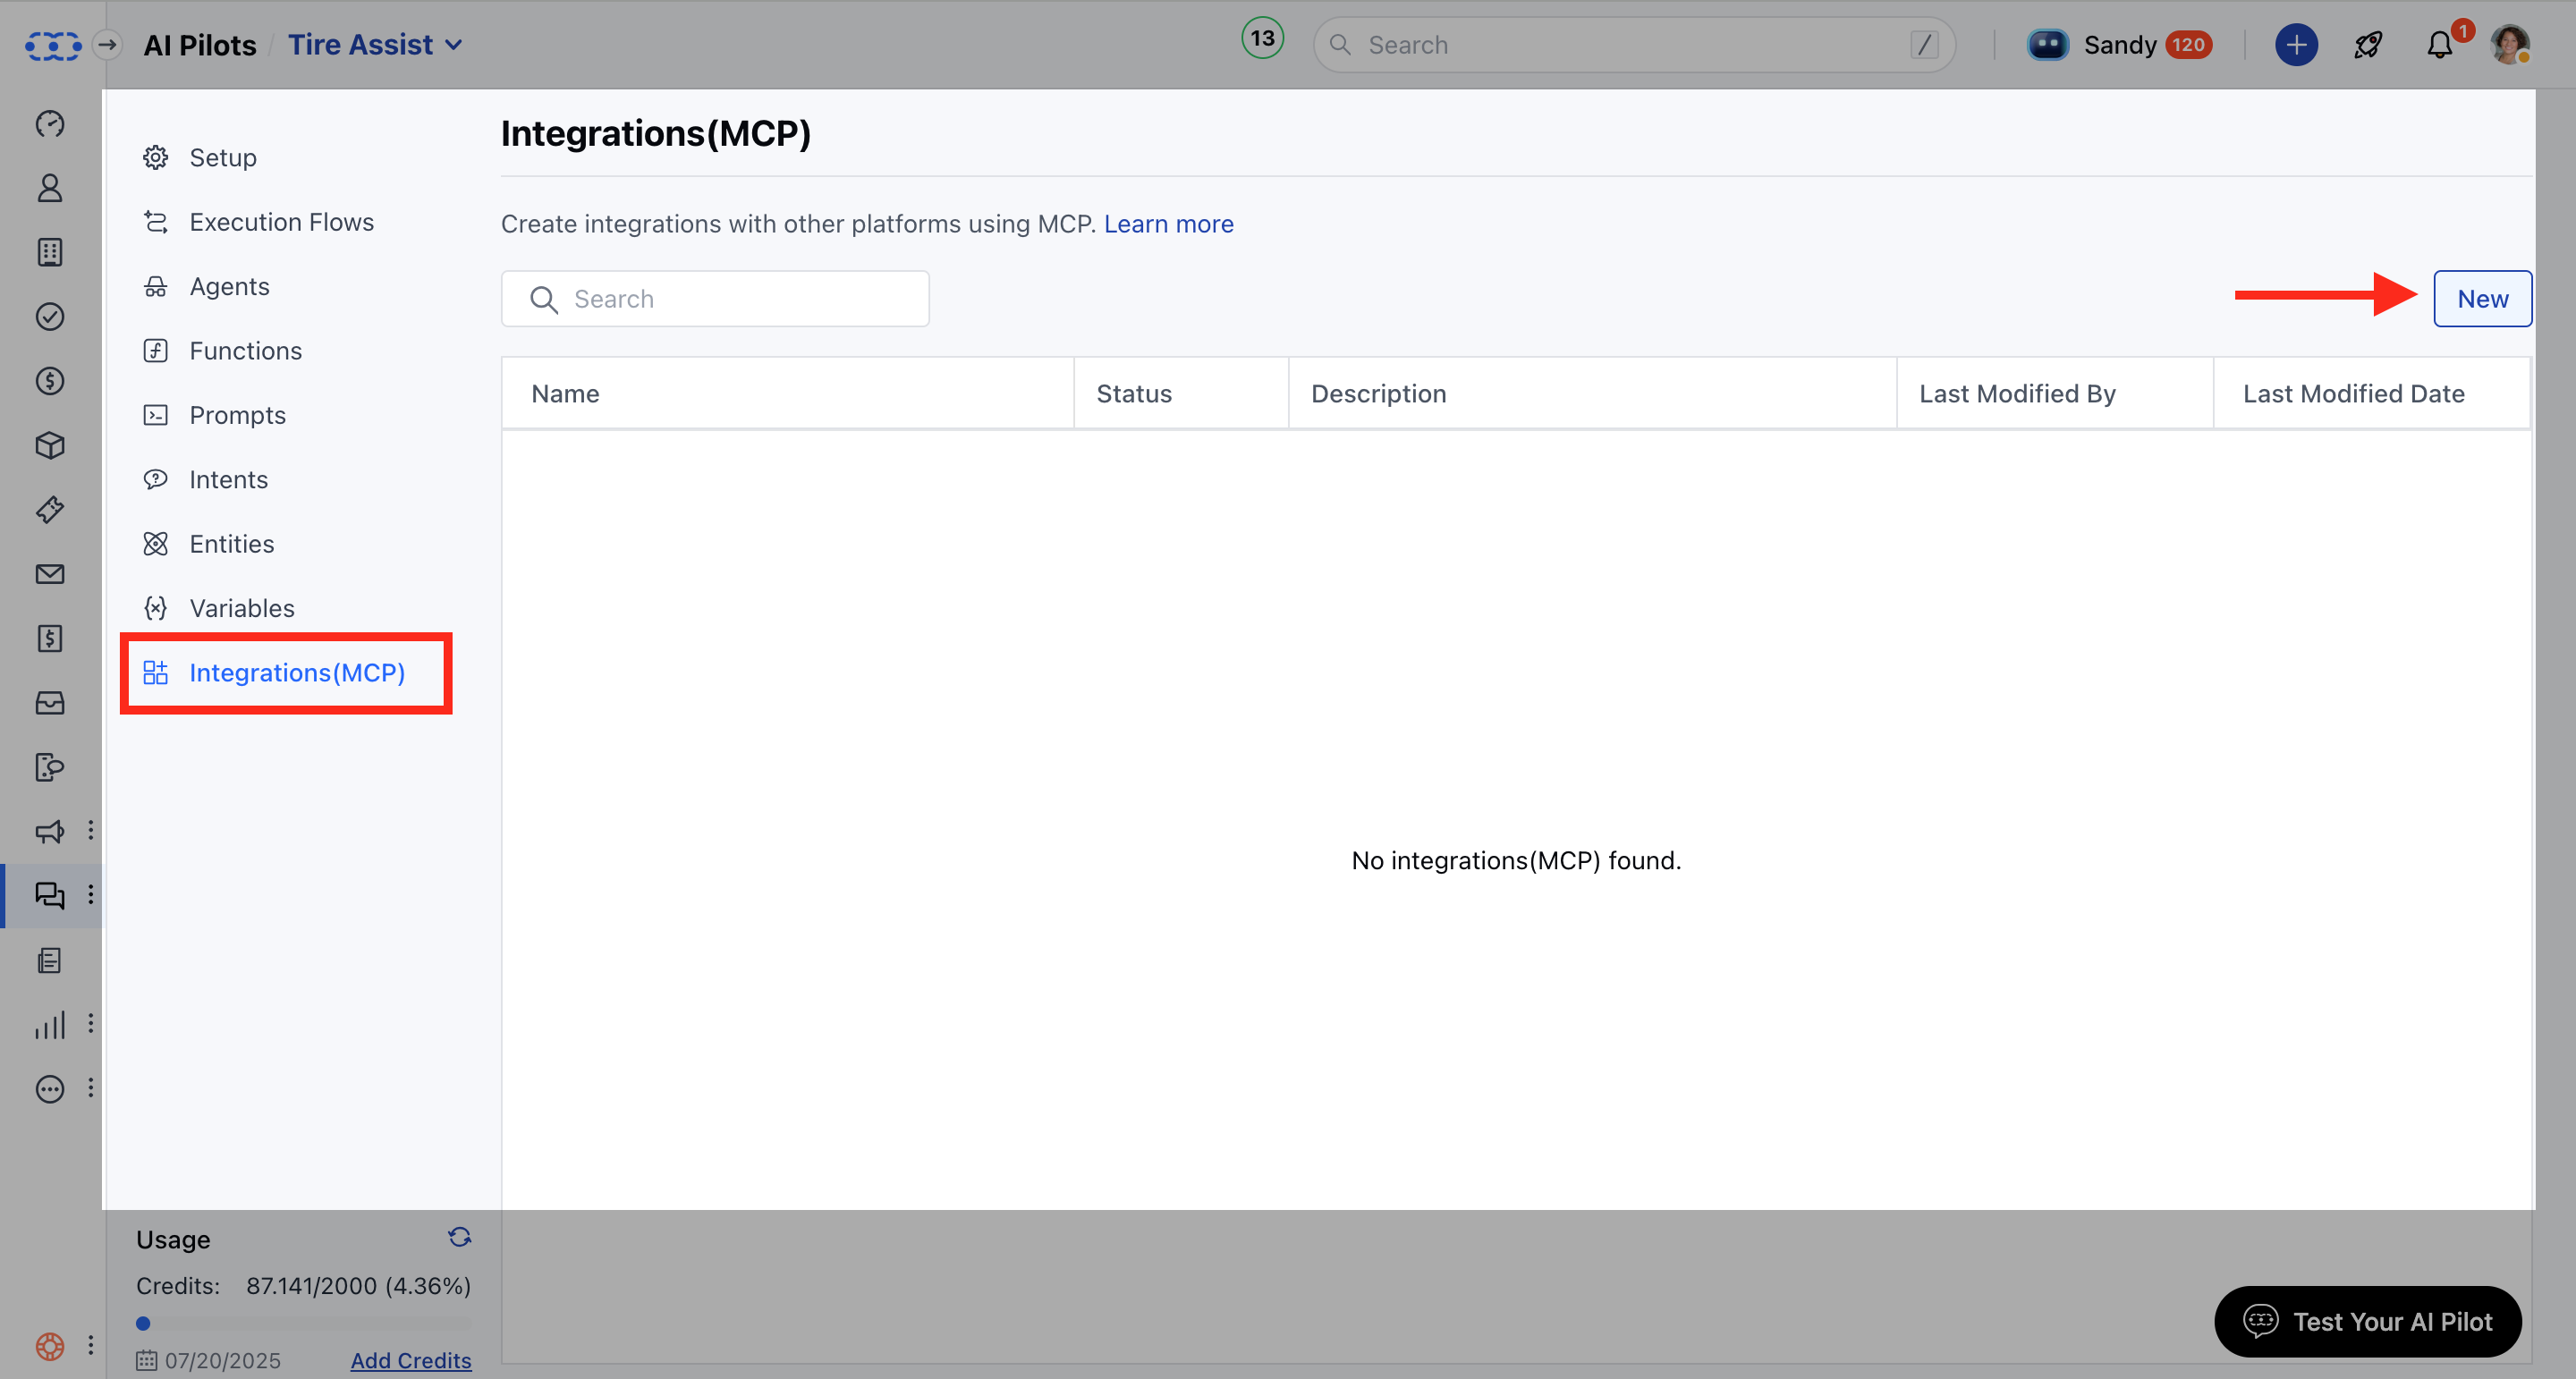 AI Pilots / Tire Assist
13
Search /
Sandy 120
1
Setup
Execution Flows
Agents
Functions
Prompts
Intents
Entities
Variables
Integrations(MCP)
Integrations(MCP)
Create integrations with other platforms using MCP. Learn more
Search
New
Name Status Description Last Modified By Last Modified Date
No integrations(MCP) found.
Usage
Credits: 87.141/2000 (4.36%)
07/20/2025 Add Credits
Test Your AI Pilot